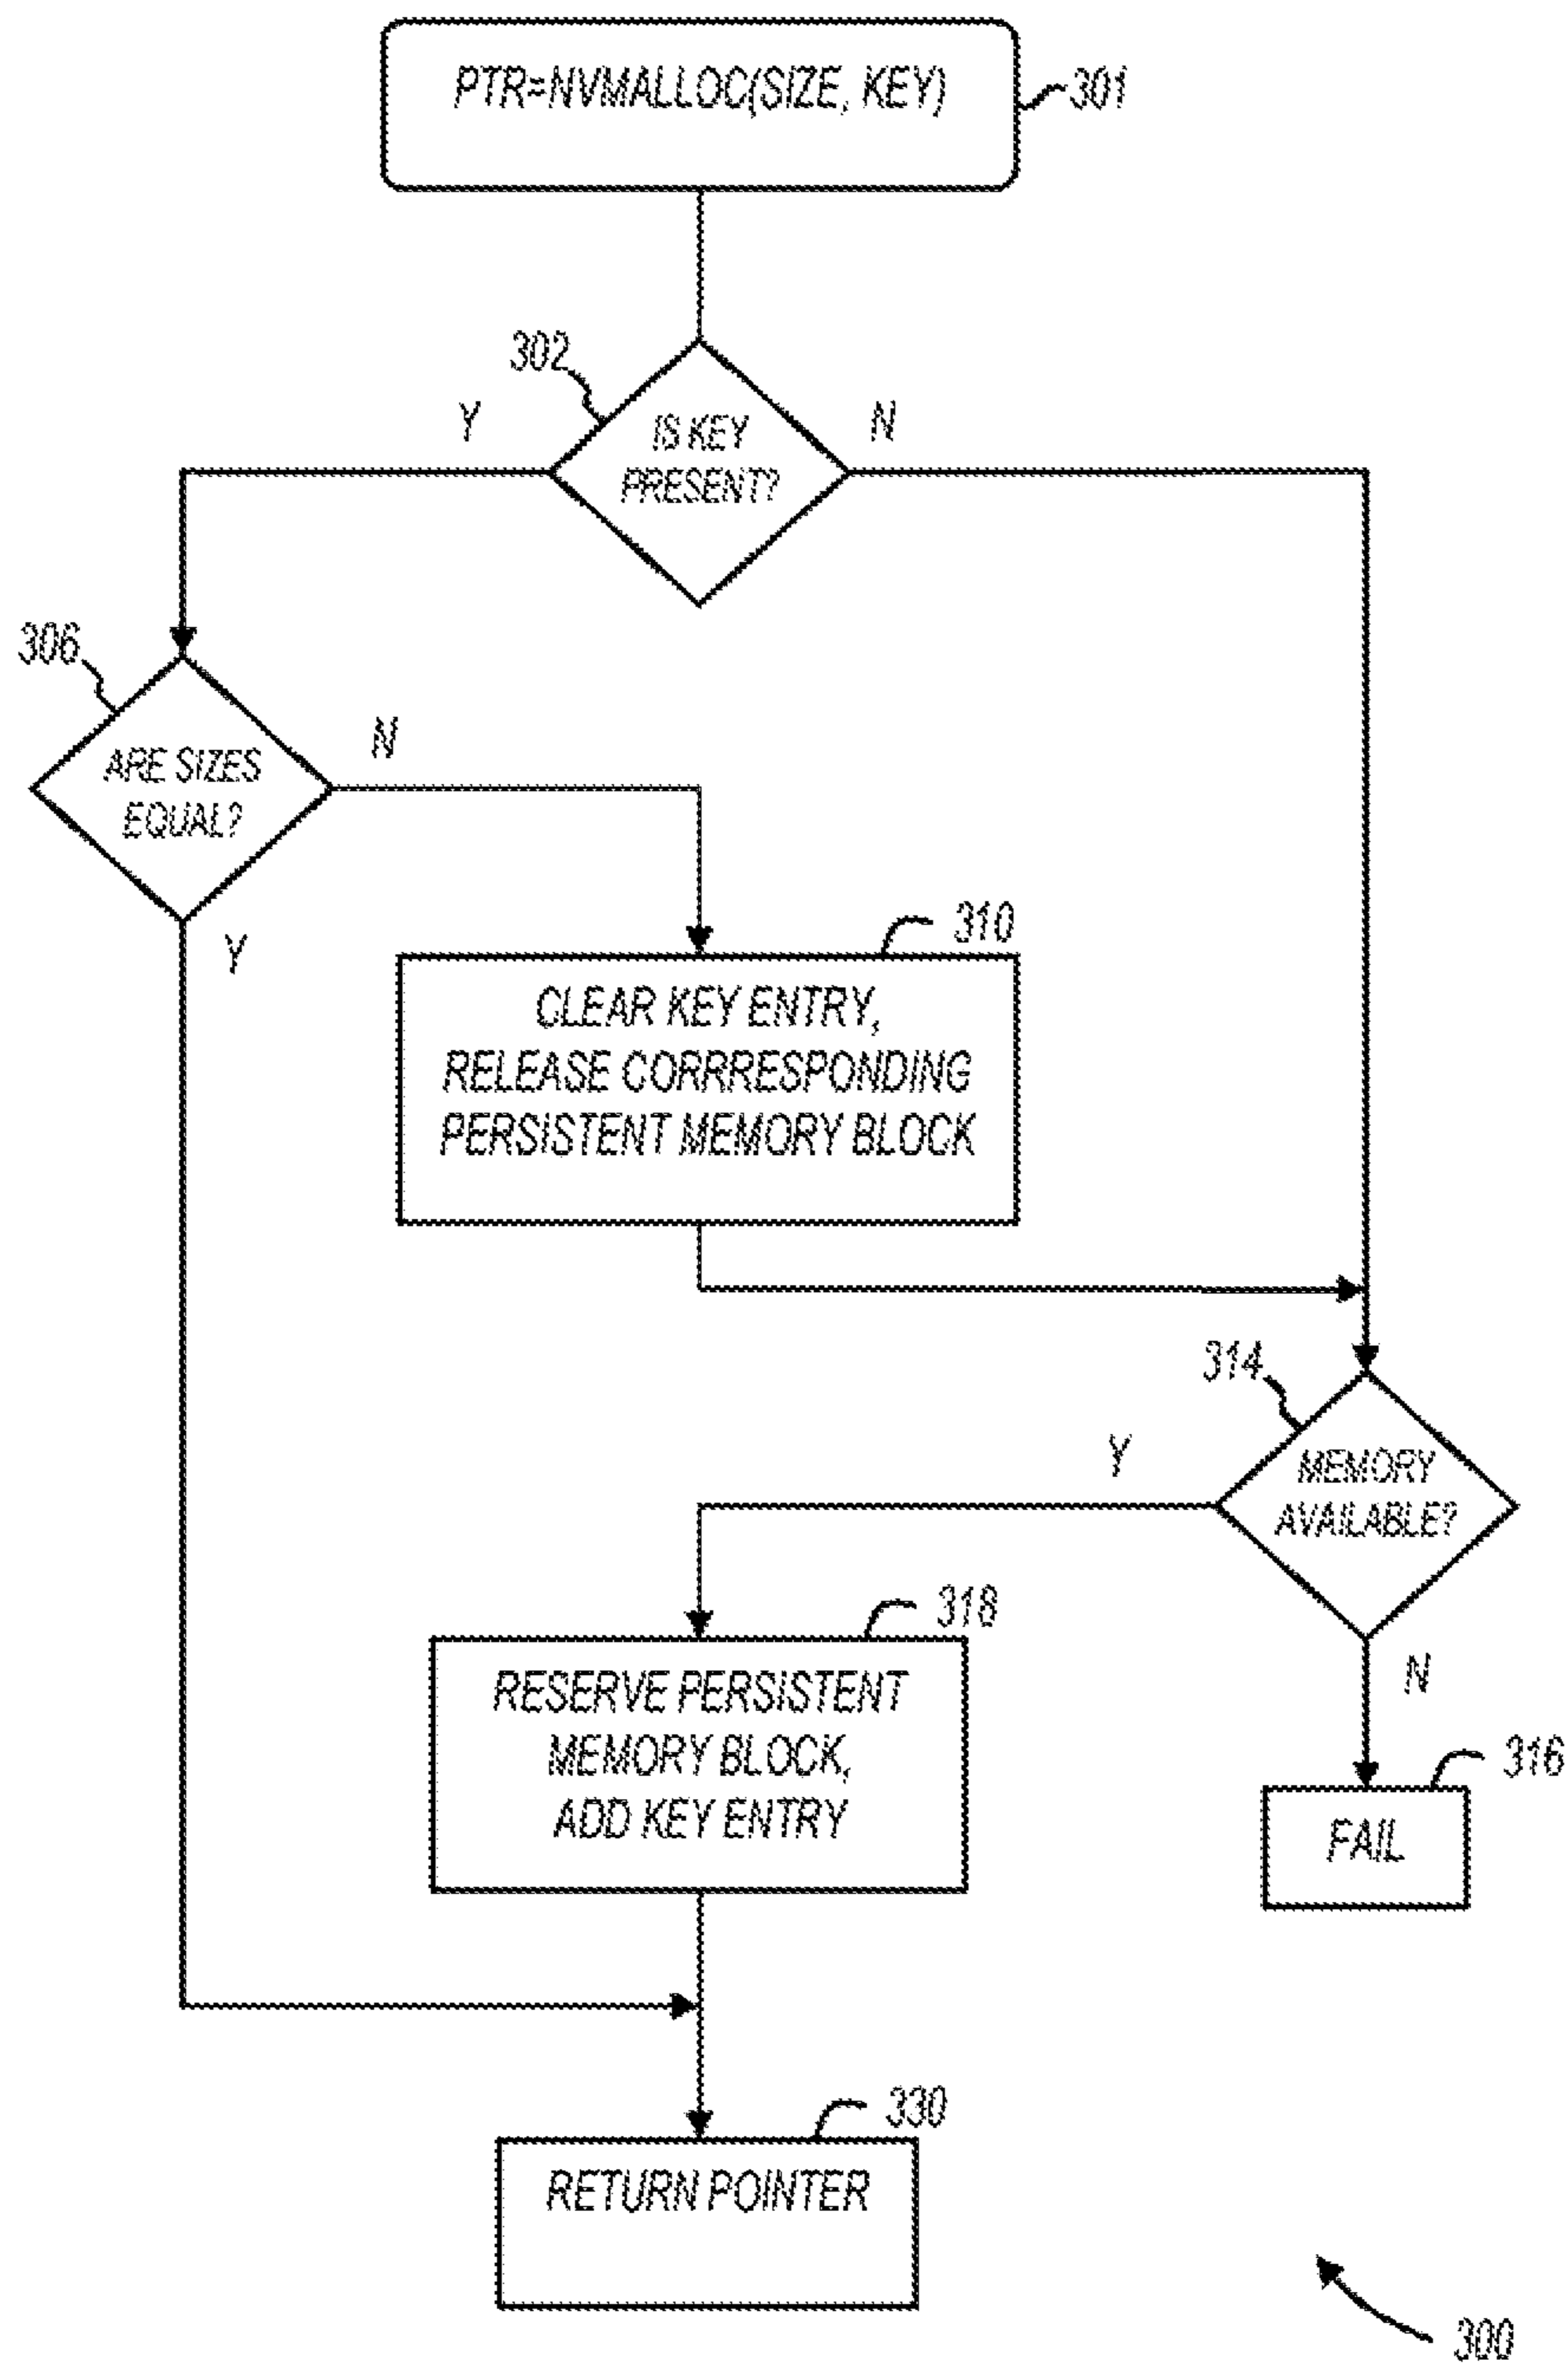 PTR=NVMALLOC(SIZE, KEY)
301
302
Y
IS KEY
PRESENT?
N
306
ARE SIZES
EQUAL?
N
Y
310
CLEAR KEY ENTRY,
RELEASE CORRRESPONDING
PERSISTENT MEMORY BLOCK
314
MEMORY
AVAILABLE?
Y
N
318
RESERVE PERSISTENT
MEMORY BLOCK,
ADD KEY ENTRY
316
FAIL
330
RETURN POINTER
300